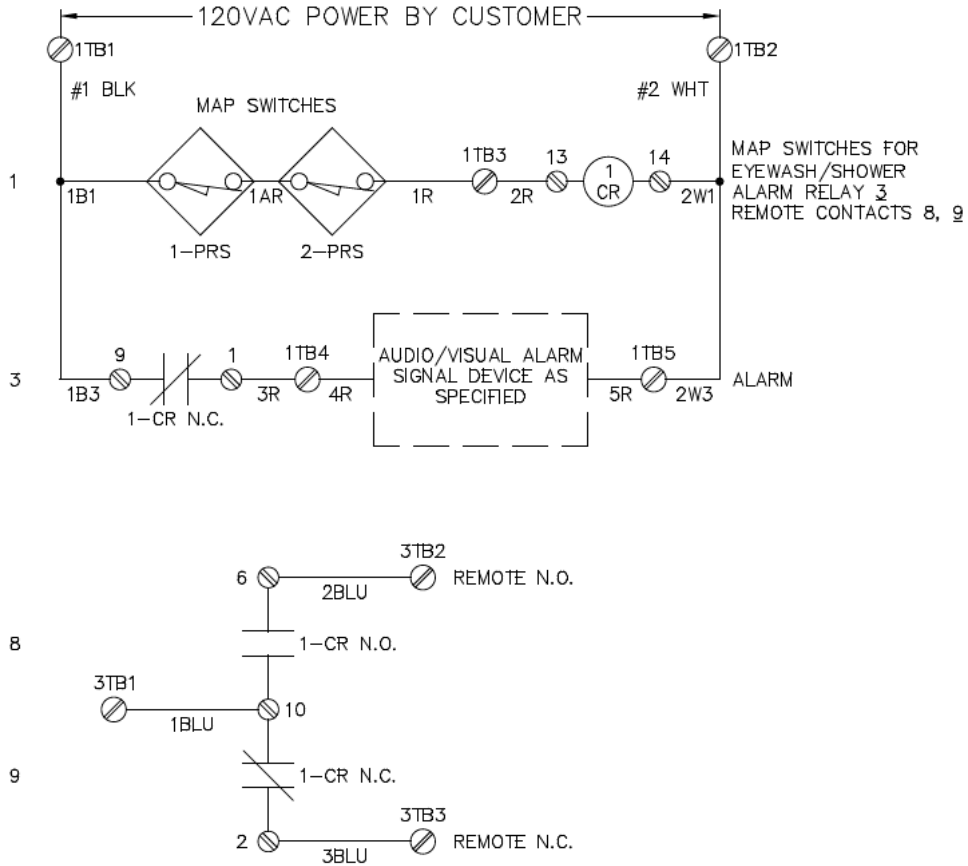 120VAC POWER BY CUSTOMER
1TB1
1TB2
#1 BLK
#2 WHT
MAP SWITCHES
1
1B1
1AR
1R
1TB3
2R
13
1
CR
14
2W1
1-PRS
2-PRS
MAP SWITCHES FOR
EYEWASH/SHOWER
ALARM RELAY 3
REMOTE CONTACTS 8, 9
3
1B3
9
1-CR N.C.
1
3R
1TB4
4R
AUDIO/VISUAL ALARM
SIGNAL DEVICE AS
SPECIFIED
5R
1TB5
2W3
ALARM
6
2BLU
3TB2
REMOTE N.O.
8
1-CR N.O.
3TB1
1BLU
10
9
1-CR N.C.
2
3BLU
3TB3
REMOTE N.C.